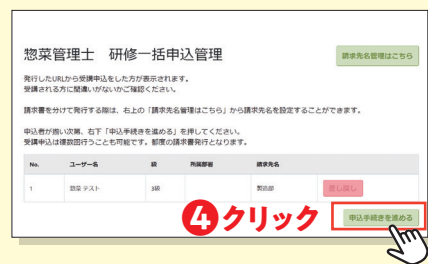 惣菜管理士 研修一括申込管理
請求先名管理はこちら
発行したURLから受講申込をした方が表示されます。
受講される方に間違いがないかご確認ください。
請求書を分けて発行する際は、右上の「請求先名管理はこちら」から請求先名を設定することができます。
申込者が揃い次第、右下「申込手続きを進める」を押してください。
受講申込は複数回行うことも可能です。都度の請求書発行となります。
No. ユーザー名 級 所属部署 請求先名
1 惣菜 テスト 3級 製造部 差し戻し
❹クリック
申込手続きを進める